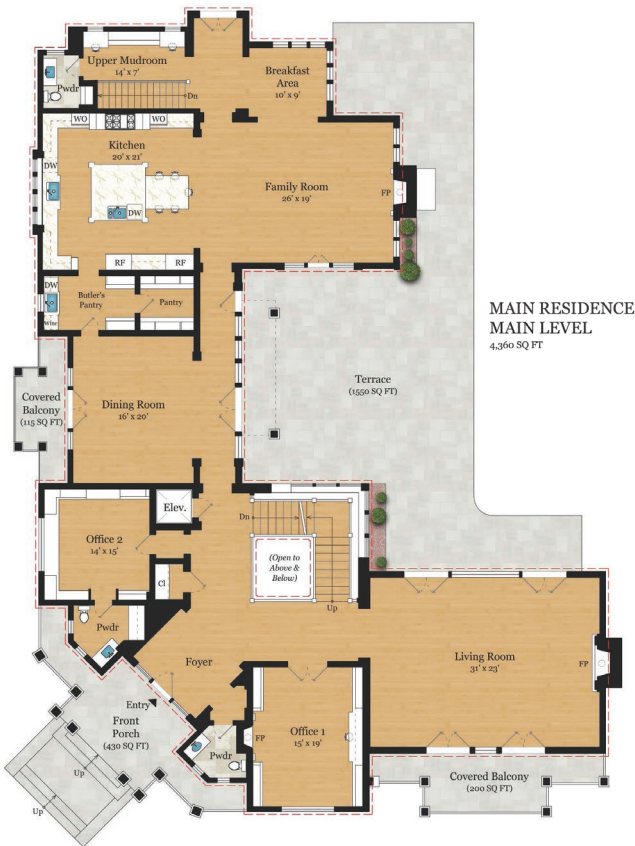 Upper Mudroom
14' x 7'
Pwdr
Dn
Breakfast
Area
10' x 9'
WO
WO
Kitchen
20' x 21'
DW
DW
Family Room
26' x 19'
FP
RF
RF
DW
Butler's
Pantry
Pantry
Wine
MAIN RESIDENCE
MAIN LEVEL
4,360 SQ FT
Terrace
(1550 SQ FT)
Covered
Balcony
(115 SQ FT)
Dining Room
16' x 20'
Elev.
Dn
Office 2
14' x 15'
(Open to
Above &
Below)
Cl
Up
Pwdr
Foyer
Living Room
31' x 23'
FP
Entry
Front
Porch
(430 SQ FT)
Office 1
15' x 19'
FP
Pwdr
Up
Up
Covered Balcony
(200 SQ FT)